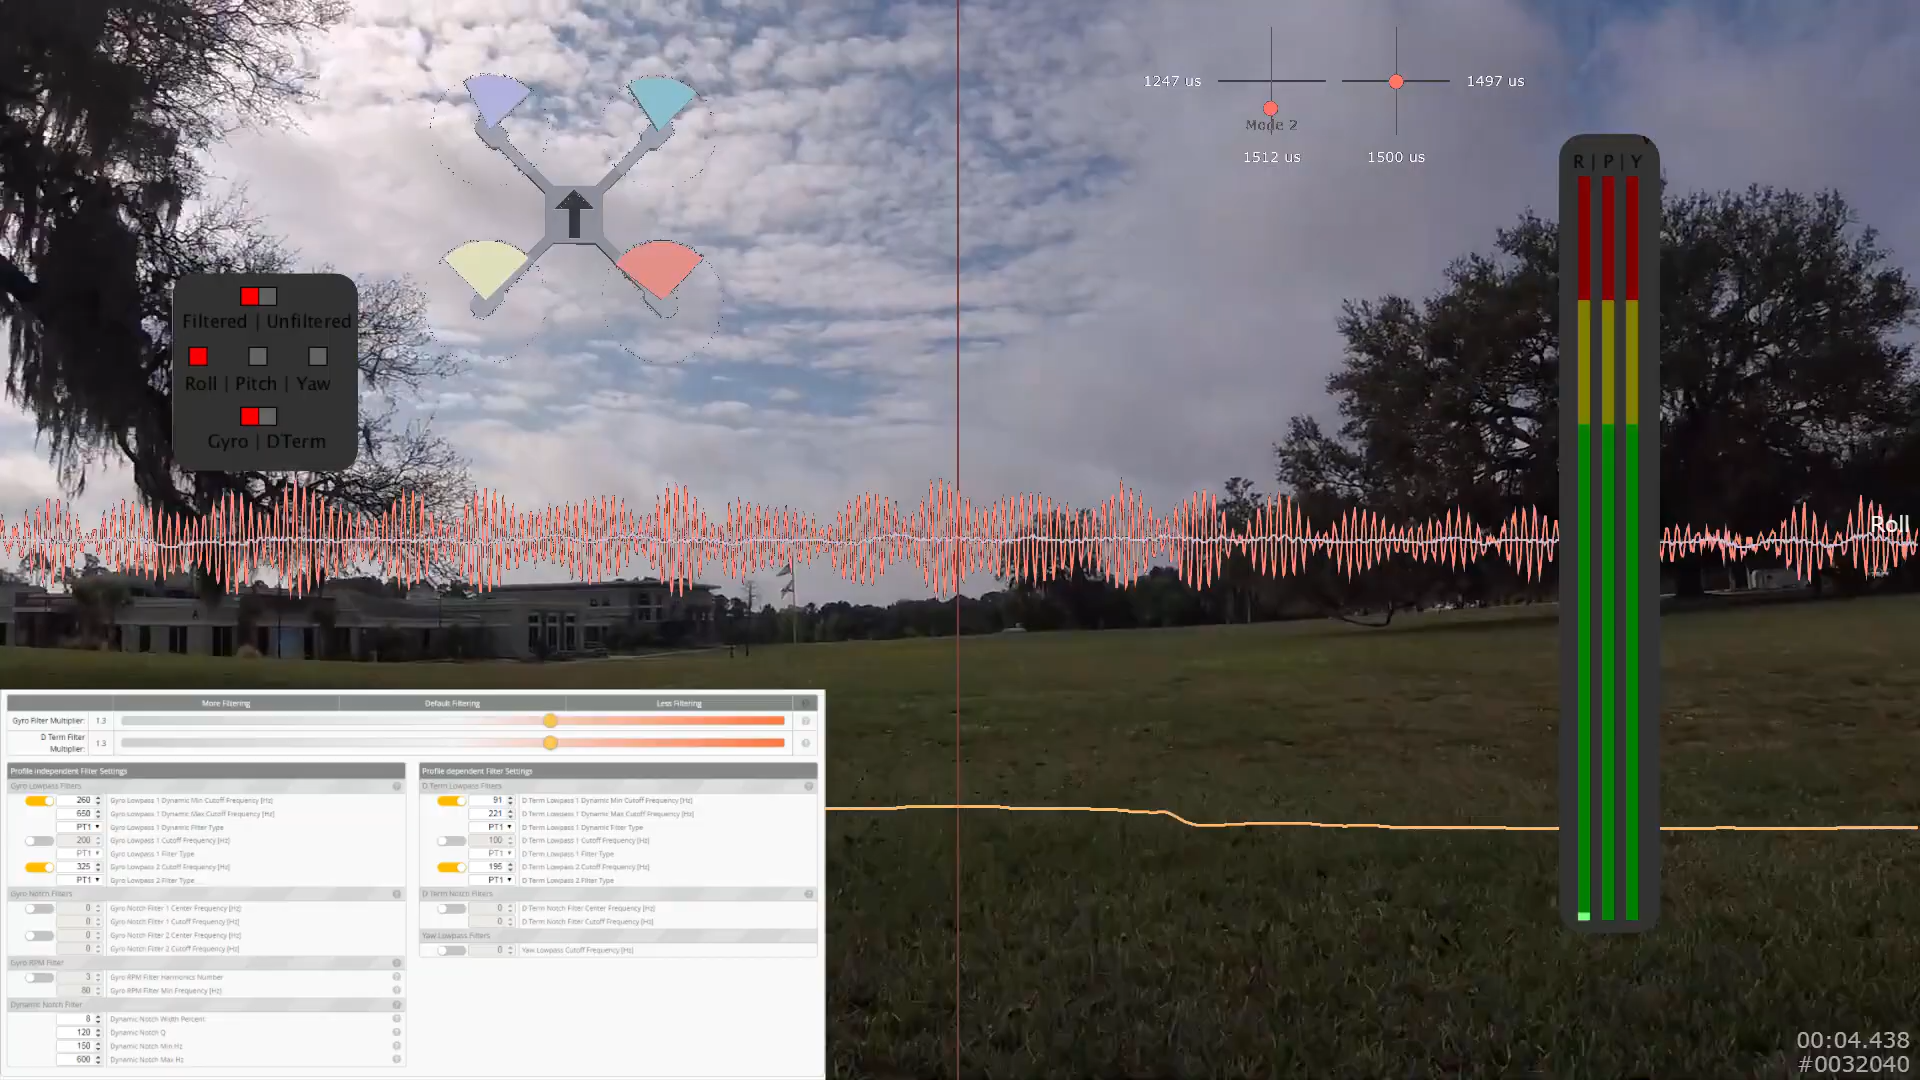 1247 us
1497 us
Mode 2
1512 us
1500 us
R | P | Y
Filtered | Unfiltered
Roll | Pitch | Yaw
Gyro | DTerm
Roll
More Filtering
Default Filtering
Less Filtering
Gyro Filter Multiplier:
1.3
D Term Filter
Multiplier:
1.3
Profile independent Filter Settings
Gyro Lowpass Filters
260 Gyro Lowpass 1 Dynamic Min Cutoff Frequency [Hz]
650 Gyro Lowpass 1 Dynamic Max Cutoff Frequency [Hz]
PT1 Gyro Lowpass 1 Dynamic Filter Type
200 Gyro Lowpass 1 Cutoff Frequency [Hz]
PT1 Gyro Lowpass 1 Filter Type
325 Gyro Lowpass 2 Cutoff Frequency [Hz]
PT1 Gyro Lowpass 2 Filter Type
Gyro Notch Filters
0 Gyro Notch Filter 1 Center Frequency [Hz]
0 Gyro Notch Filter 1 Cutoff Frequency [Hz]
0 Gyro Notch Filter 2 Center Frequency [Hz]
0 Gyro Notch Filter 2 Cutoff Frequency [Hz]
Gyro RPM Filter
3 Gyro RPM Filter Harmonics Number
80 Gyro RPM Filter Min Frequency [Hz]
Dynamic Notch Filter
8 Dynamic Notch Width Percent
120 Dynamic Notch Q
150 Dynamic Notch Min Hz
600 Dynamic Notch Max Hz
Profile dependent Filter Settings
D Term Lowpass Filters
91 D Term Lowpass 1 Dynamic Min Cutoff Frequency [Hz]
221 D Term Lowpass 1 Dynamic Max Cutoff Frequency [Hz]
PT1 D Term Lowpass 1 Dynamic Filter Type
100 D Term Lowpass 1 Cutoff Frequency [Hz]
PT1 D Term Lowpass 1 Filter Type
195 D Term Lowpass 2 Cutoff Frequency [Hz]
PT1 D Term Lowpass 2 Filter Type
D Term Notch Filters
0 D Term Notch Filter Center Frequency [Hz]
0 D Term Notch Filter Cutoff Frequency [Hz]
Yaw Lowpass Filters
0 Yaw Lowpass Cutoff Frequency [Hz]
00:04.438
#0032040